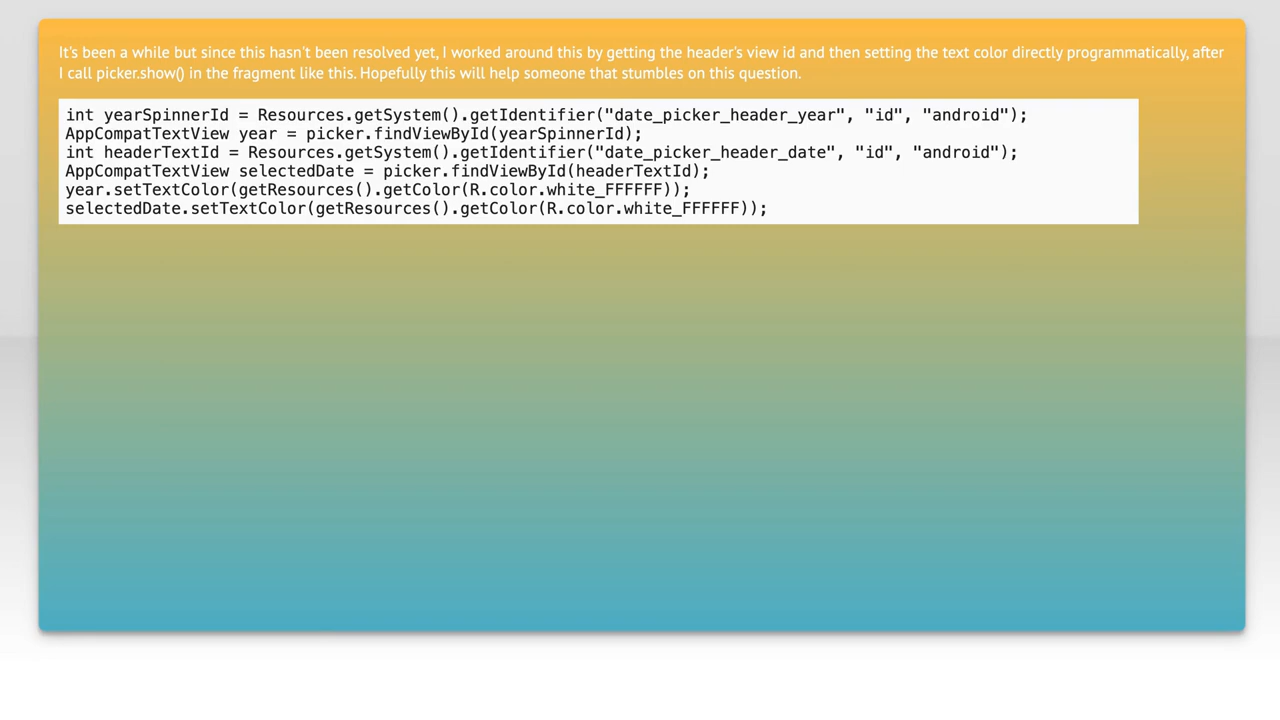 It's been a while but since this hasn't been resolved yet, I worked around this by getting the header's view id and then setting the text color directly programmatically, after
I call picker.show() in the fragment like this. Hopefully this will help someone that stumbles on this question.
int yearSpinnerId = Resources.getSystem().getIdentifier("date_picker_header_year", "id", "android");
AppCompatTextView year = picker.findViewById(yearSpinnerId);
int headerTextId = Resources.getSystem().getIdentifier("date_picker_header_date", "id", "android");
AppCompatTextView selectedDate = picker.findViewById(headerTextId);
year.setTextColor(getResources().getColor(R.color.white_FFFFFF));
selectedDate.setTextColor(getResources().getColor(R.color.white_FFFFFF));